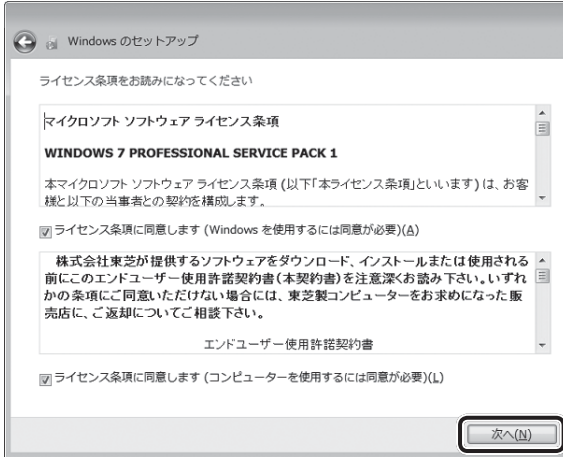 Windows のセットアップ
ライセンス条項をお読みになってください
マイクロソフト ソフトウェア ライセンス条項
WINDOWS 7 PROFESSIONAL SERVICE PACK 1
本マイクロソフト ソフトウェア ライセンス条項 (以下「本ライセンス条項」といいます) は、お客
様と以下の当事者との契約を構成します。
ライセンス条項に同意します (Windows を使用するには同意が必要)(A)
株式会社東芝が提供するソフトウェアをダウンロード、インストールまたは使用される
前にこのエンドユーザー使用許諾契約書(本契約書)を注意深くお読み下さい。いずれ
かの条項にご同意いただけない場合には、東芝製コンピューターをお求めになった販
売店に、ご返却についてご相談下さい。
エンドユーザー使用許諾契約書
ライセンス条項に同意します (コンピューターを使用するには同意が必要)(L)
次へ(N)